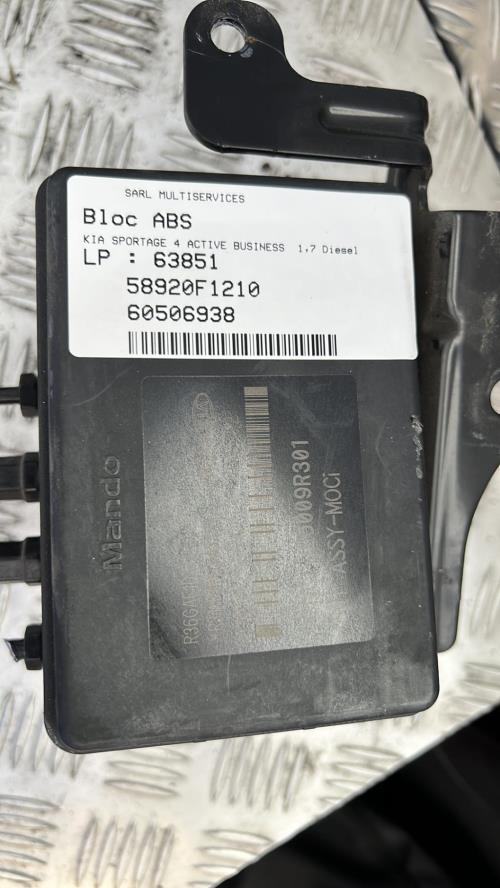 SARL MULTISERVICES
Bloc ABS
KIA SPORTAGE 4 ACTIVE BUSINESS 1,7 Diesel
LP : 63851
58920F1210
60506938
Mando
ASSY-MOCi